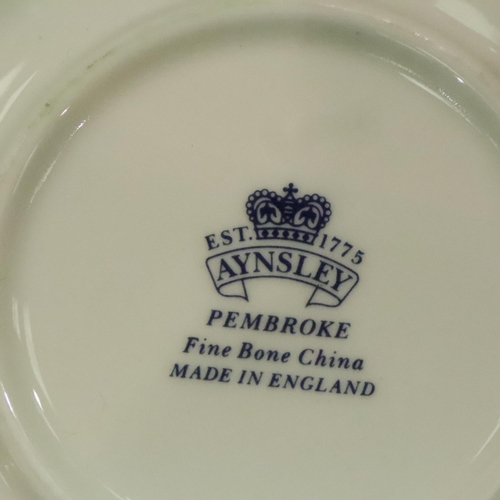 EST. 1775
AYNSLEY
PEMBROKE
Fine Bone China
MADE IN ENGLAND